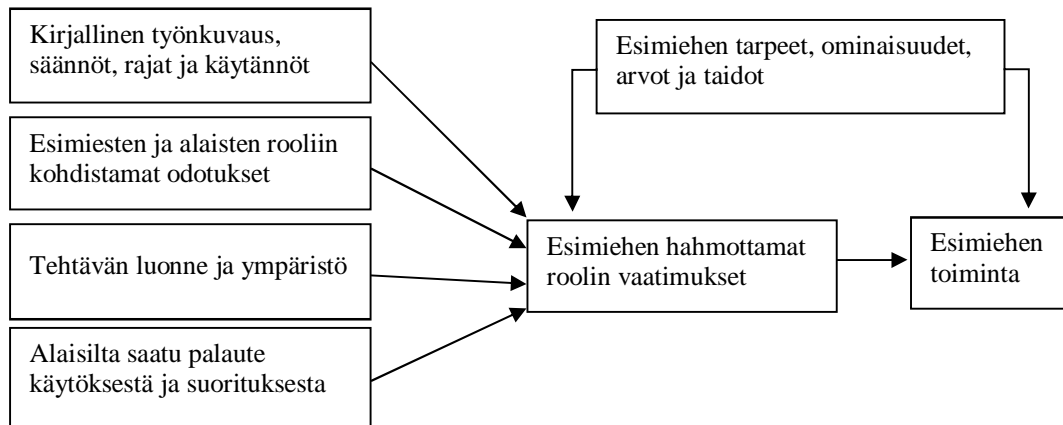 Kirjallinen työnkuvaus,
säännöt, rajat ja käytännöt
Esimiesten ja alaisten rooliin
kohdistamat odotukset
Tehtävän luonne ja ympäristö
Alaisilta saatu palaute
käytöksestä ja suorituksesta
Esimiehen tarpeet, ominaisuudet,
arvot ja taidot
Esimiehen hahmottamat
roolin vaatimukset
Esimiehen
toiminta